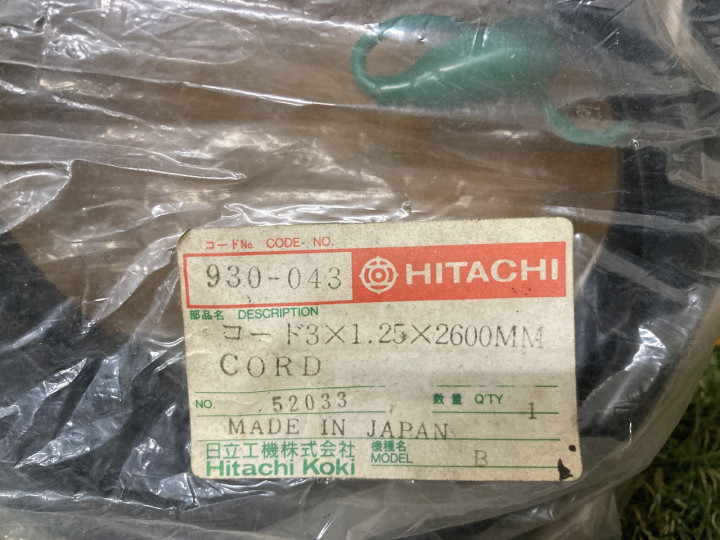 コードNo. CODE- NO.
930-043 HITACHI
部品名 DESCRIPTION
コード3×1.25×2600MM
CORD
NO. 52033 数量 Q'TY 1
MADE IN JAPAN
日立工機株式会社 機種名
Hitachi Koki MODEL B